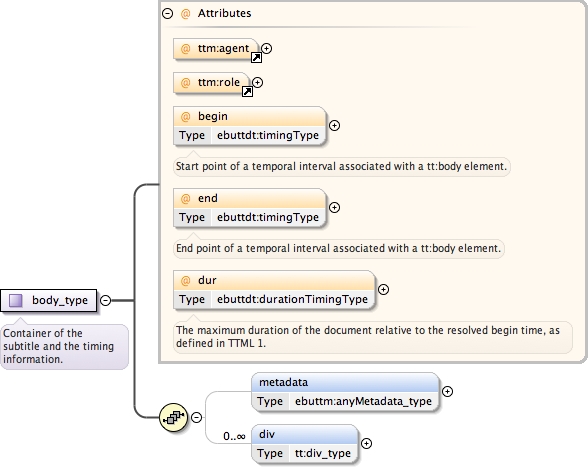 @ Attributes
@ ttm:agent
@ ttm:role
@ begin
Type ebuttdt:timingType
Start point of a temporal interval associated with a tt:body element.
@ end
Type ebuttdt:timingType
End point of a temporal interval associated with a tt:body element.
@ dur
Type ebuttdt:durationTimingType
The maximum duration of the document relative to the resolved begin time, as
defined in TTML 1.
body_type
Container of the
subtitle and the timing
information.
metadata
Type ebuttm:anyMetadata_type
0..∞
div
Type tt:div_type